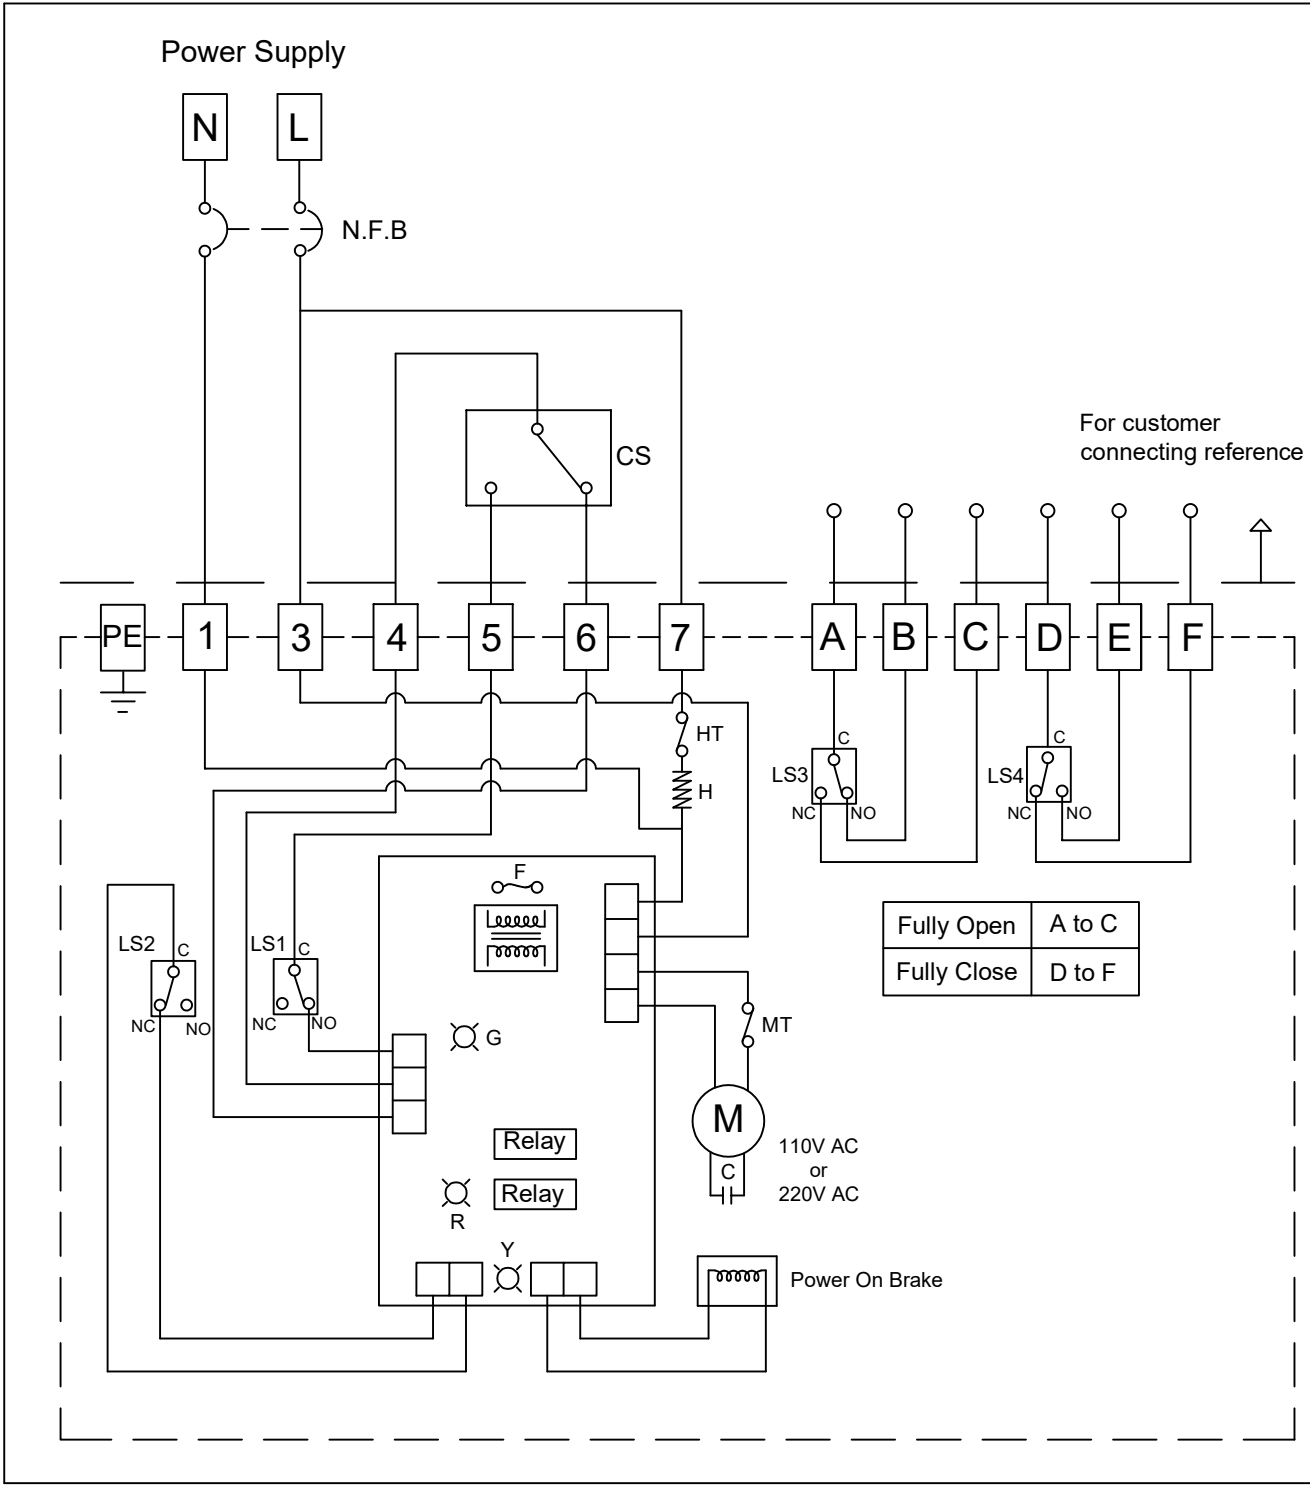 Power Supply
N L
N.F.B
CS
For customer
connecting reference
PE 1 3 4 5 6 7 A B C D E F
HT
H
C
LS3
NC NO
C
LS4
NC NO
F
LS2 C
NC NO
LS1 C
NC NO
G
MT
M
C
110V AC
or
220V AC
Fully Open A to C
Fully Close D to F
Relay
Relay
R
Y
Power On Brake